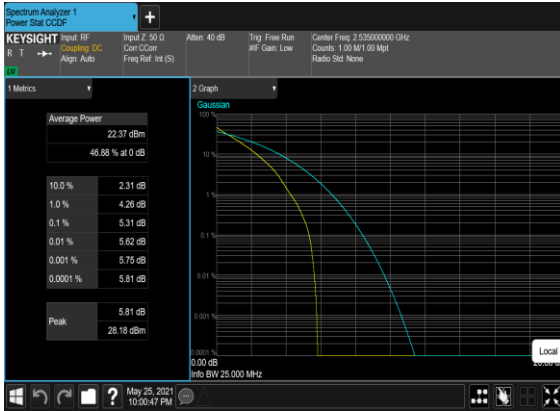 Spectrum Analyzer 1
Power Stat CCDF
+
KEYSIGHT
R T
LXI
Input: RF
Coupling: DC
Align: Auto
Input Z: 50 Ω
Corr CCorr
Freq Ref: Int (S)
Atten: 40 dB
Trig: Free Run
#IF Gain: Low
Center Freq: 2.535000000 GHz
Counts: 1.00 M/1.00 Mpt
Radio Std: None
1 Metrics
Average Power
22.37 dBm
46.88 % at 0 dB
10.0 % 2.31 dB
1.0 % 4.26 dB
0.1 % 5.31 dB
0.01 % 5.62 dB
0.001 % 5.75 dB
0.0001 % 5.81 dB
Peak
5.81 dB
28.18 dBm
2 Graph
Gaussian
100 %
10 %
1 %
0.1 %
0.01 %
0.001 %
0.0001 %
0.00 dB
Info BW 25.000 MHz
Local
?
May 25, 2021
10:00:47 PM